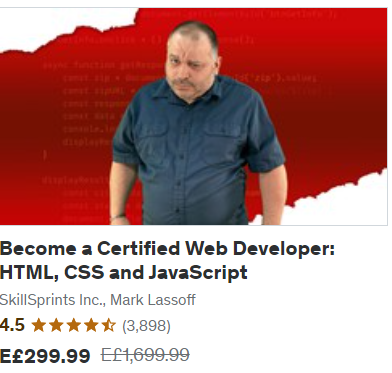 Become a Certified Web Developer:
HTML, CSS and JavaScript
SkillSprints Inc., Mark Lassoff
4.5 (3,898)
E£299.99 E£1,699.99